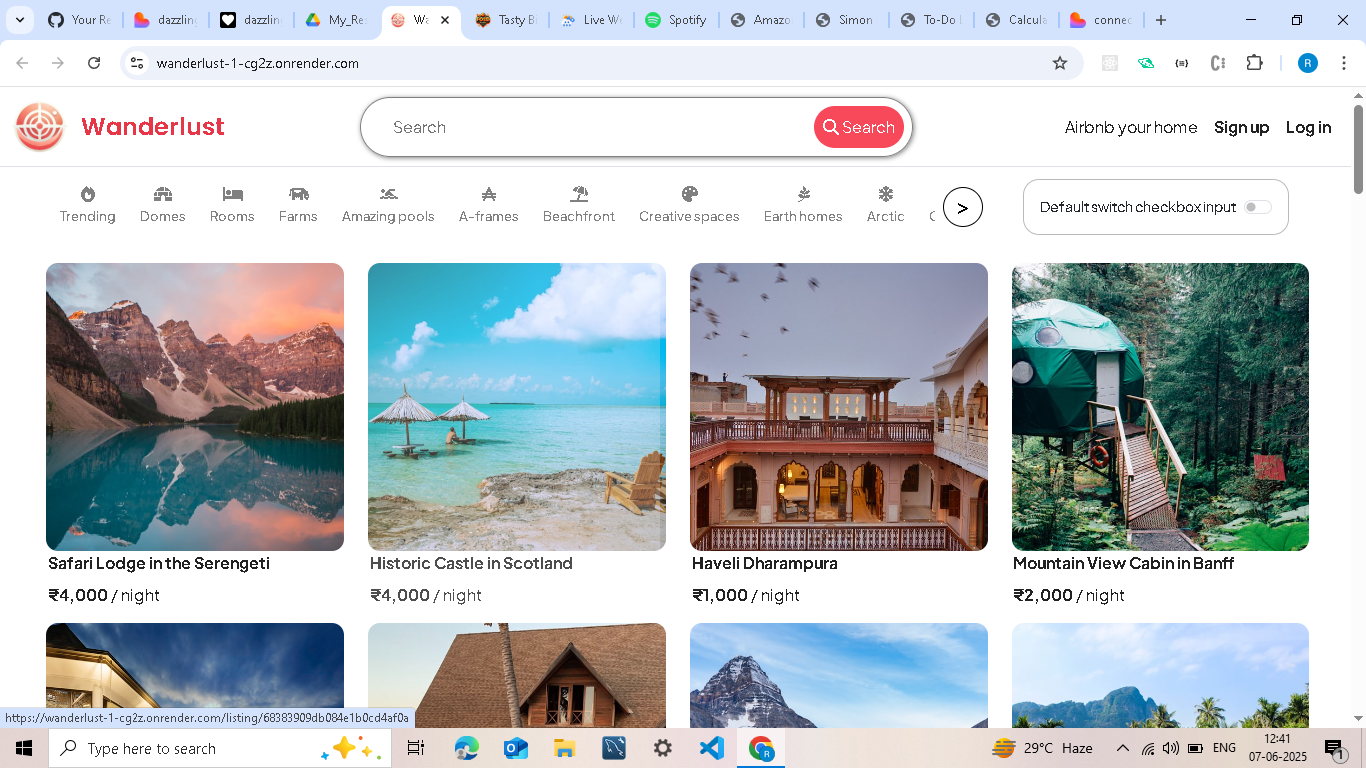 Your Re
dazzling
dazzlin
My_Re
Wa
Tasty Bi
Live We
Spotify
Amazo
Simon
To-Do L
Calcula
connec
wanderlust-1-cg2z.onrender.com
R
Wanderlust
Search
Search
Airbnb your home
Sign up
Log in
Trending
Domes
Rooms
Farms
Amazing pools
A-frames
Beachfront
Creative spaces
Earth homes
Arctic
>
Default switch checkbox input
Safari Lodge in the Serengeti
Historic Castle in Scotland
Haveli Dharampura
Mountain View Cabin in Banff
₹4,000 / night
₹4,000 / night
₹1,000 / night
₹2,000 / night
https://wanderlust-1-cg2z.onrender.com/listing/68383909db084e1b0cd4af0a
Type here to search
R
29°C Haze
ENG
12:41
07-06-2025
1